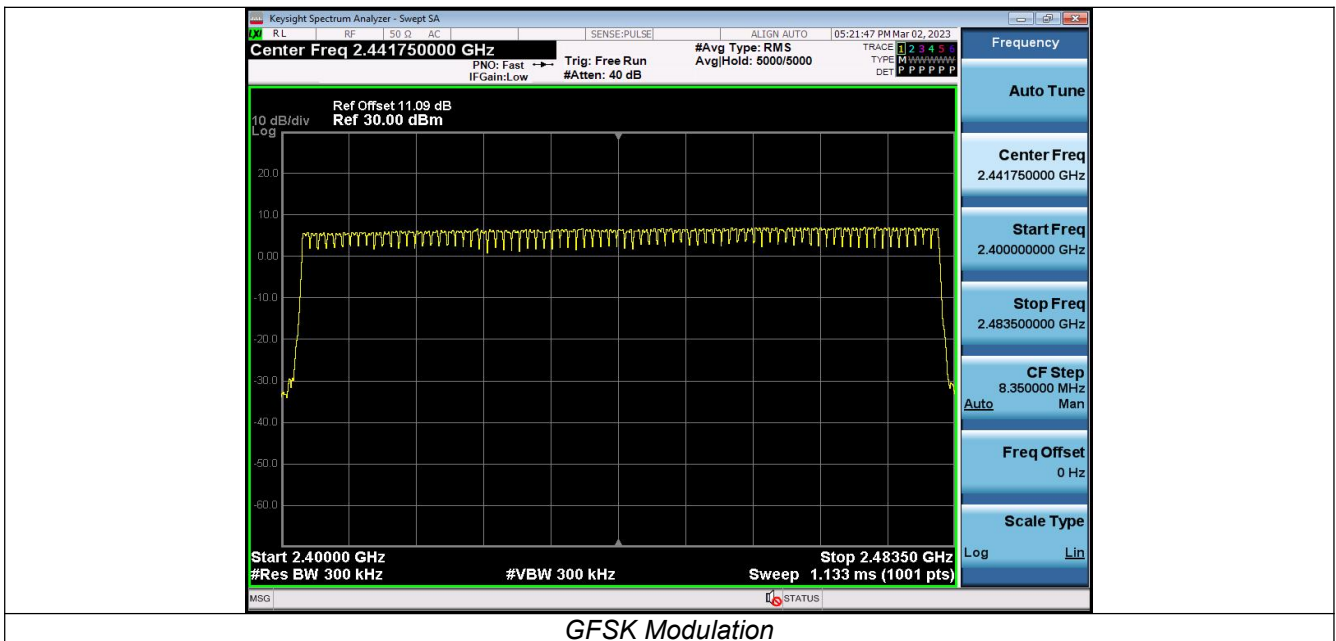 Keysight Spectrum Analyzer - Swept SA
LXI RL RF 50 Ω AC SENSE:PULSE ALIGN AUTO 05:21:47 PM Mar 02, 2023
Center Freq 2.441750000 GHz #Avg Type: RMS TRACE 1 2 3 4 5 6
PNO: Fast Trig: Free Run Avg|Hold: 5000/5000 TYPE M WWWWW
IFGain:Low #Atten: 40 dB DET P P P P P P
Ref Offset 11.09 dB
10 dB/div Ref 30.00 dBm
Log
20.0
10.0
0.00
-10.0
-20.0
-30.0
-40.0
-50.0
-60.0
Start 2.40000 GHz Stop 2.48350 GHz
#Res BW 300 kHz #VBW 300 kHz Sweep 1.133 ms (1001 pts)
MSG STATUS
Frequency
Auto Tune
Center Freq
2.441750000 GHz
Start Freq
2.400000000 GHz
Stop Freq
2.483500000 GHz
CF Step
8.350000 MHz
Auto Man
Freq Offset
0 Hz
Scale Type
Log Lin
GFSK Modulation